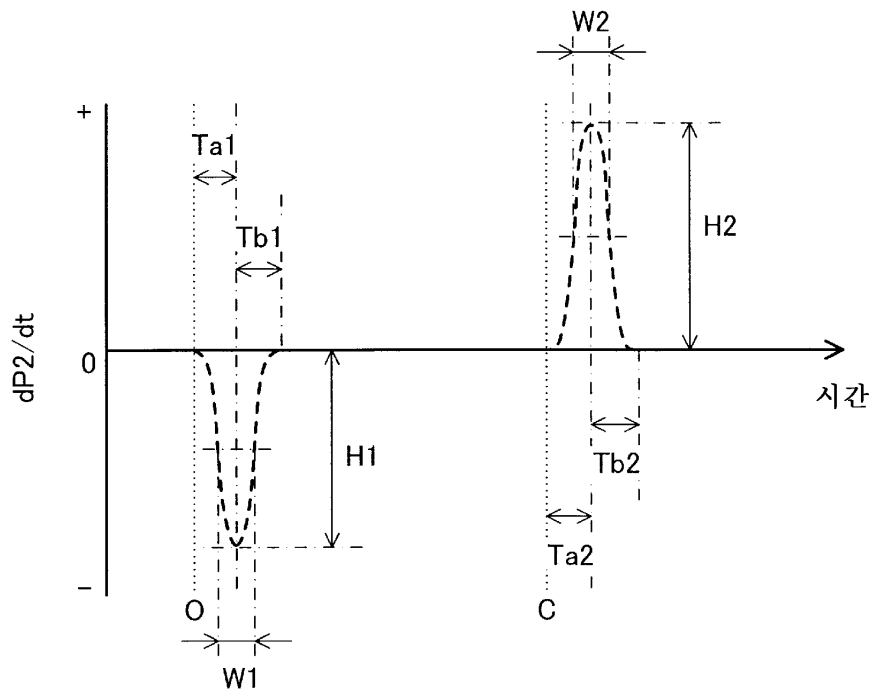 W2
+
Ta1
Tb1
H2
dP2/dt
0
시간
H1
Tb2
Ta2
-
O
C
W1